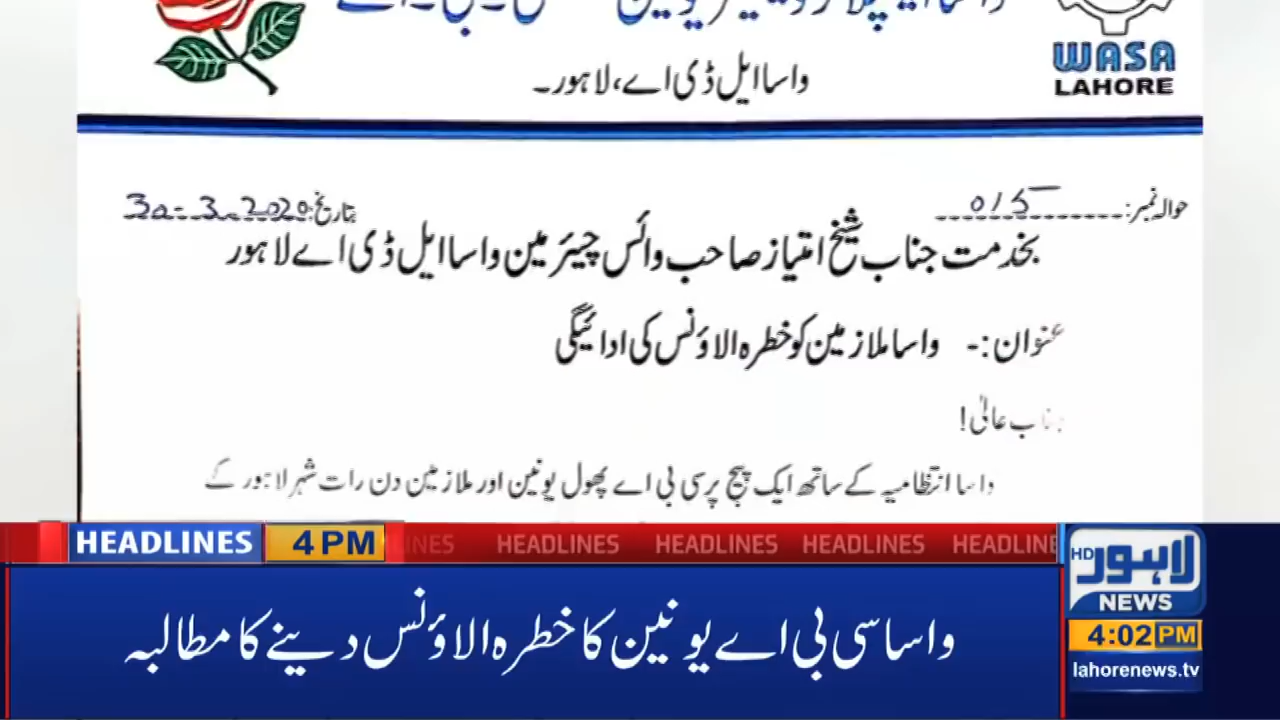 WASA
LAHORE
واسا ایل ڈی اے، لاہور۔
حوالہ نمبر: 015
تاریخ: 30-3-2020
بخدمت جناب شیخ امتیاز صاحب وائس چیئرمین واسا ایل ڈی اے لاہور
عنوان:- واسا ملازمین کو خطرہ الاؤنس کی ادائیگی
جناب عالیٰ!
واسا انتظامیہ کے ساتھ ایک پیج پر سی بی اے پھول یونین اور ملازمین دن رات شہر لاہور کے
HEADLINES 4 PM HEADLINES HEADLINES HEADLINES HEADLINES
واسا سی بی اے یونین کا خطرہ الاؤنس دینے کا مطالبہ
HD لاہور
NEWS
4:02 PM
lahorenews.tv